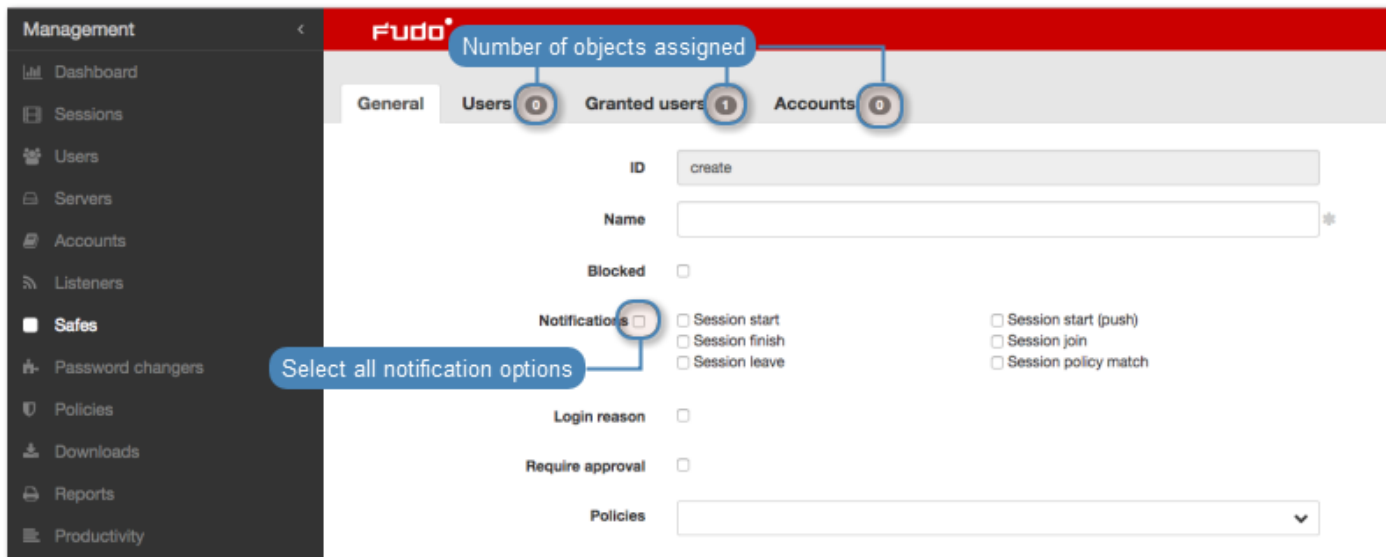 Management
Fudo
Number of objects assigned
Dashboard
General Users 0 Granted users 1 Accounts 0
Sessions
Users
ID create
Servers
Name
Accounts
Blocked
Listeners
Safes
Notifications Session start Session start (push)
Session finish Session join
Select all notification options Session leave Session policy match
Password changers
Policies
Login reason
Downloads
Require approval
Reports
Policies
Productivity